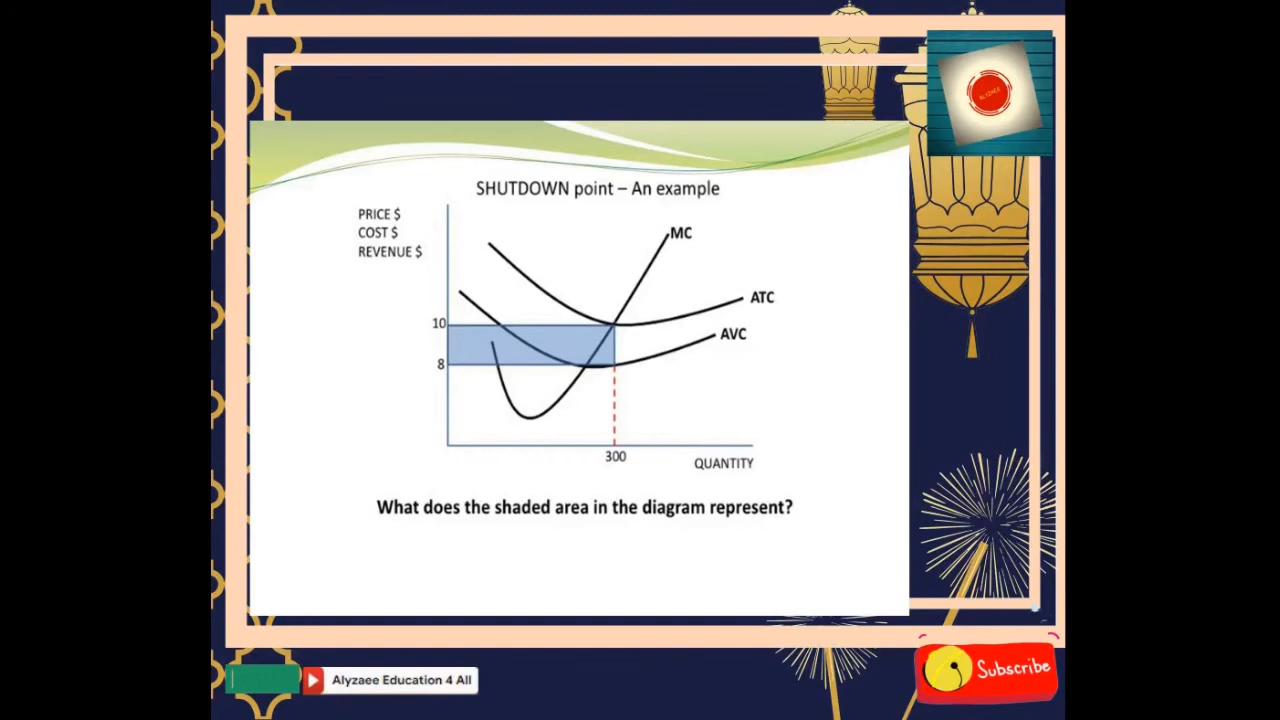 SHUTDOWN point – An example
PRICE $
COST $
REVENUE $
MC
ATC
AVC
10
8
300
QUANTITY
What does the shaded area in the diagram represent?
Alyzaee Education 4 All
Subscribe